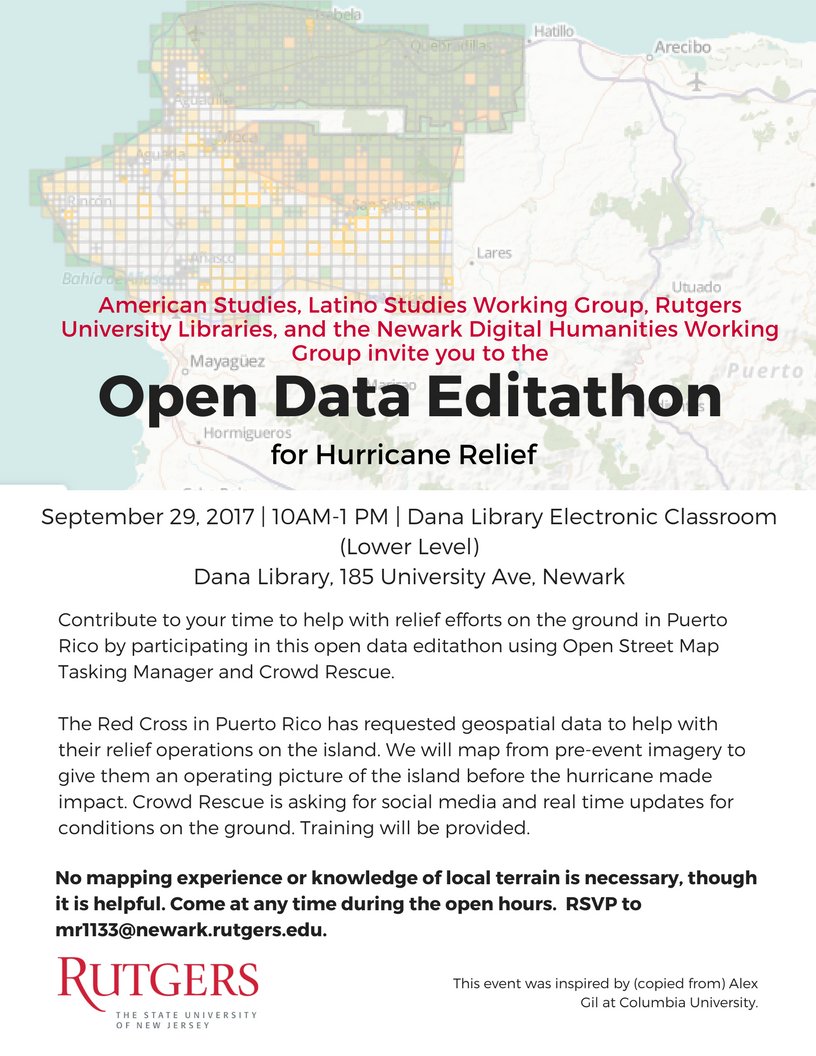 Isabela
Hatillo
Quebradillas
Arecibo
Aguadilla
Moca
Aguada
Rincón
San Sebastián
Lares
Añasco
Bahía de Añasco
Utuado
American Studies, Latino Studies Working Group, Rutgers
University Libraries, and the Newark Digital Humanities Working
Group invite you to the
Mayagüez
Puerto
Maricao
Open Data Editathon
Hormigueros
for Hurricane Relief
September 29, 2017 | 10AM-1 PM | Dana Library Electronic Classroom
(Lower Level)
Dana Library, 185 University Ave, Newark
Contribute to your time to help with relief efforts on the ground in Puerto
Rico by participating in this open data editathon using Open Street Map
Tasking Manager and Crowd Rescue.
The Red Cross in Puerto Rico has requested geospatial data to help with
their relief operations on the island. We will map from pre-event imagery to
give them an operating picture of the island before the hurricane made
impact. Crowd Rescue is asking for social media and real time updates for
conditions on the ground. Training will be provided.
No mapping experience or knowledge of local terrain is necessary, though
it is helpful. Come at any time during the open hours.  RSVP to
mr1133@newark.rutgers.edu.
RUTGERS
THE STATE UNIVERSITY
OF NEW JERSEY
This event was inspired by (copied from) Alex
Gil at Columbia University.